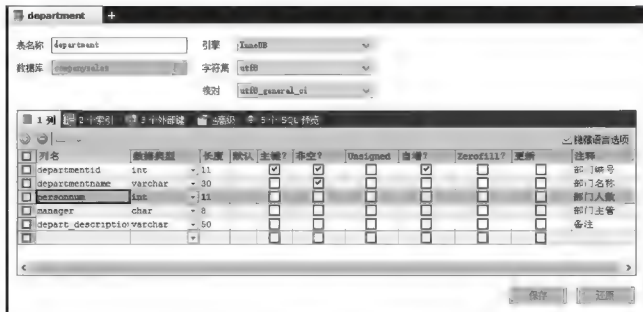 department
表名称 department 引擎 InnoDB
数据库 companysales 字符集 utf8
核对 utf8_general_ci
1 列 2 个索引 3 个外部键 4高级 5 个 SQL 预览
隐藏语言选项
列名 数据类型 长度 默认 主键? 非空? Unsigned 自增? Zerofill? 更新 注释
departmentid int 11 部门编号
departmentname varchar 30 部门名称
personnum int 11 部门人数
manager char 8 部门主管
depart_description varchar 50 备注
保存 还原